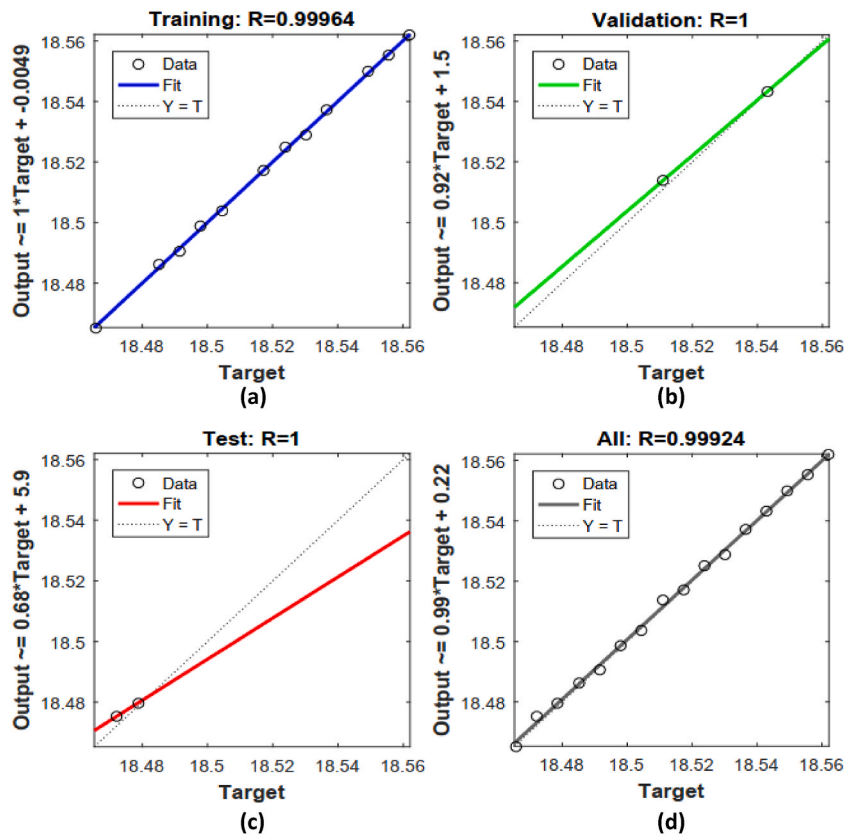 Training: R=0.99964
Output ~= 1*Target + -0.0049
18.56
18.54
18.52
18.5
18.48
Data
Fit
Y = T
18.48 18.5 18.52 18.54 18.56
Target
(a)
Validation: R=1
Output ~= 0.92*Target + 1.5
18.56
18.54
18.52
18.5
18.48
Data
Fit
Y = T
18.48 18.5 18.52 18.54 18.56
Target
(b)
Test: R=1
Output ~= 0.68*Target + 5.9
18.56
18.54
18.52
18.5
18.48
Data
Fit
Y = T
18.48 18.5 18.52 18.54 18.56
Target
(c)
All: R=0.99924
Output ~= 0.99*Target + 0.22
18.56
18.54
18.52
18.5
18.48
Data
Fit
Y = T
18.48 18.5 18.52 18.54 18.56
Target
(d)